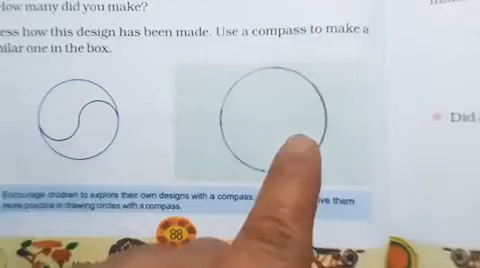 How many did you make?
ess how this design has been made. Use a compass to make a
ilar one in the box.
Did
Encourage children to explore their own designs with a compass. ve them
more practice in drawing circles with a compass.
88